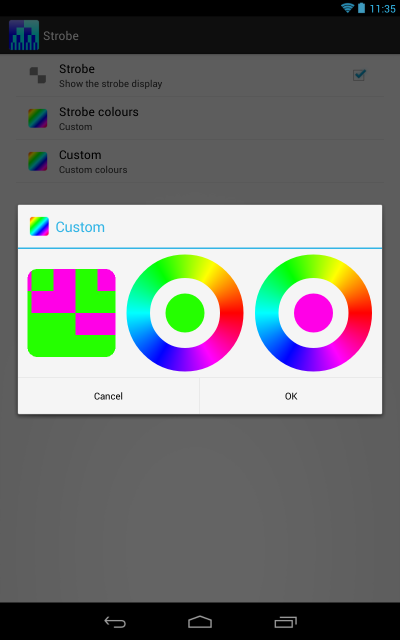 11:35
Strobe
Strobe
Show the strobe display
Strobe colours
Custom
Custom
Custom colours
Custom
Cancel
OK